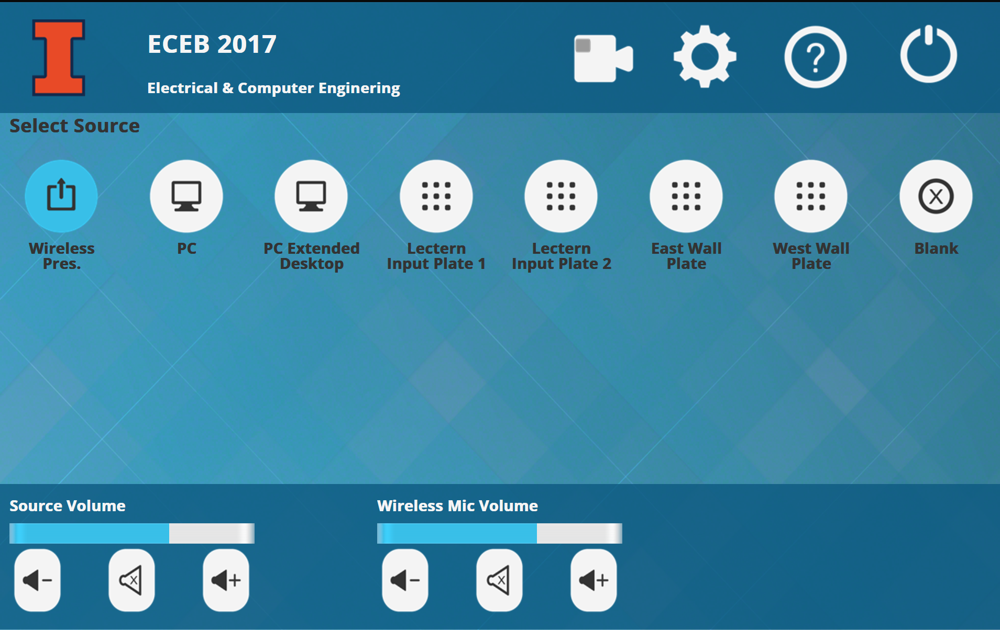 ECEB 2017
Electrical & Computer Enginering
Select Source
Wireless
Pres.
PC
PC Extended
Desktop
Lectern
Input Plate 1
Lectern
Input Plate 2
East Wall
Plate
West Wall
Plate
Blank
Source Volume
Wireless Mic Volume